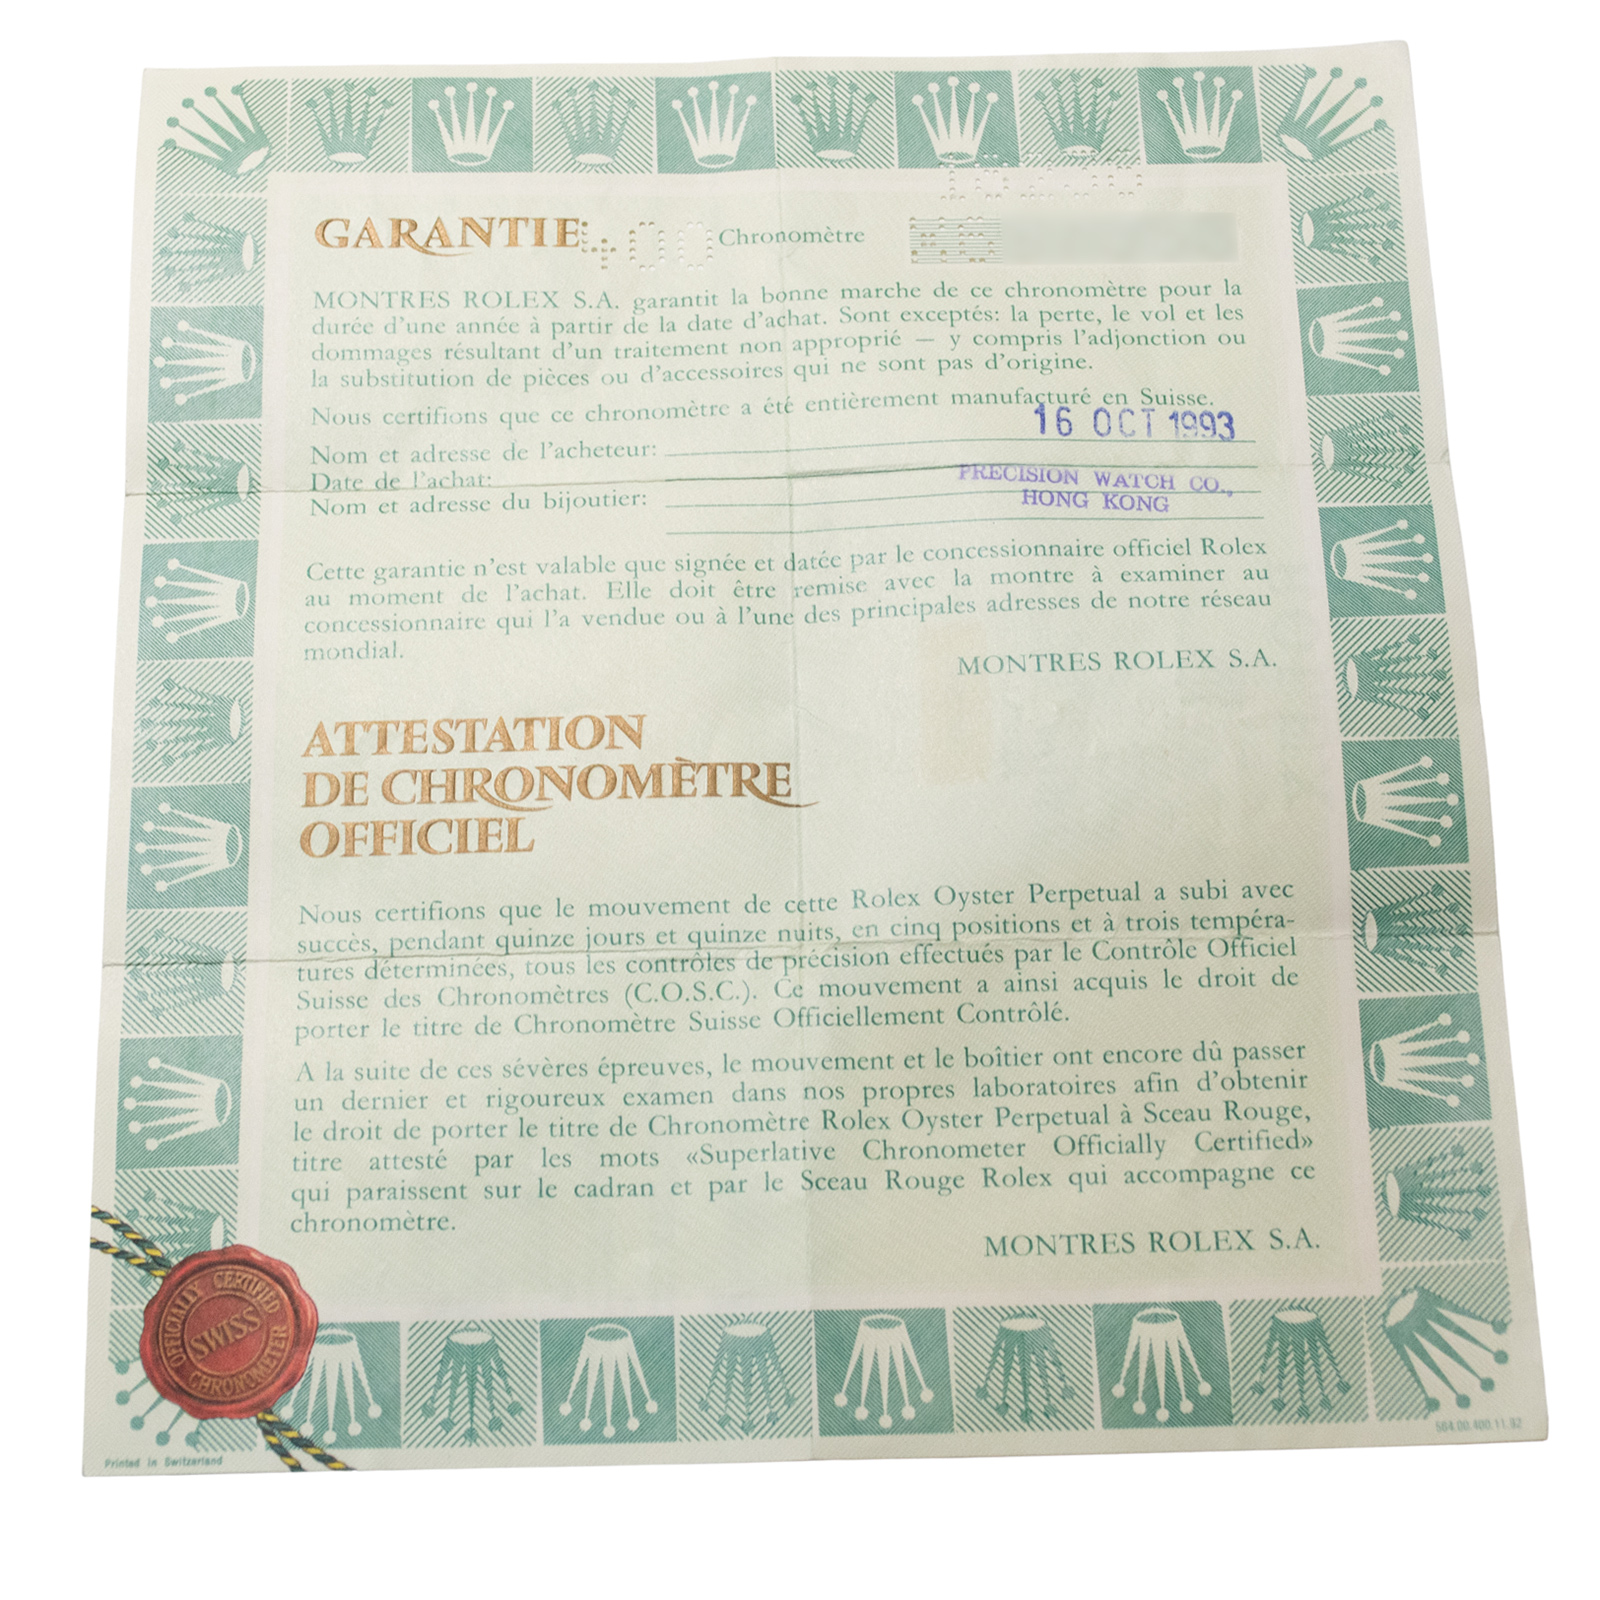 GARANTIE 400 Chronomètre
MONTRES ROLEX S.A. garantit la bonne marche de ce chronomètre pour la
durée d'une année à partir de la date d'achat. Sont exceptés: la perte, le vol et les
dommages résultant d'un traitement non approprié — y compris l'adjonction ou
la substitution de pièces ou d'accessoires qui ne sont pas d'origine.
Nous certifions que ce chronomètre a été entièrement manufacturé en Suisse.
16 OCT 1993
Nom et adresse de l'acheteur:
Date de l'achat:
PRECISION WATCH CO.,
Nom et adresse du bijoutier:
HONG KONG
Cette garantie n'est valable que signée et datée par le concessionnaire officiel Rolex
au moment de l'achat. Elle doit être remise avec la montre à examiner au
concessionnaire qui l'a vendue ou à l'une des principales adresses de notre réseau
mondial.
MONTRES ROLEX S.A.
ATTESTATION
DE CHRONOMÈTRE
OFFICIEL
Nous certifions que le mouvement de cette Rolex Oyster Perpetual a subi avec
succès, pendant quinze jours et quinze nuits, en cinq positions et à trois tempéra-
tures déterminées, tous les contrôles de précision effectués par le Contrôle Officiel
Suisse des Chronomètres (C.O.S.C.). Ce mouvement a ainsi acquis le droit de
porter le titre de Chronomètre Suisse Officiellement Contrôlé.
A la suite de ces sévères épreuves, le mouvement et le boîtier ont encore dû passer
un dernier et rigoureux examen dans nos propres laboratoires afin d'obtenir
le droit de porter le titre de Chronomètre Rolex Oyster Perpetual à Sceau Rouge,
titre attesté par les mots «Superlative Chronometer Officially Certified»
qui paraissent sur le cadran et par le Sceau Rouge Rolex qui accompagne ce
chronomètre.
MONTRES ROLEX S.A.
OFFICIALLY CERTIFIED
SWISS
CHRONOMETER
Printed in Switzerland
564.00.400.11.92